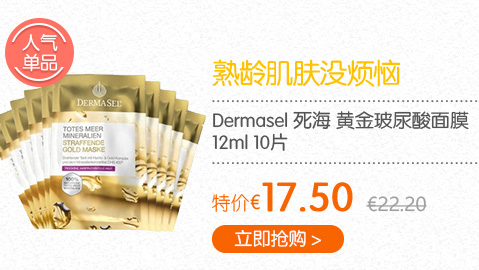 人气
单品
熟龄肌肤没烦恼
Dermasel 死海 黄金玻尿酸面膜
12ml 10片
特价€17.50 €22.20
立即抢购 >
DERMASEL
TOTES MEER
MINERALIEN
STRAFFENDE
GOLD MASKE